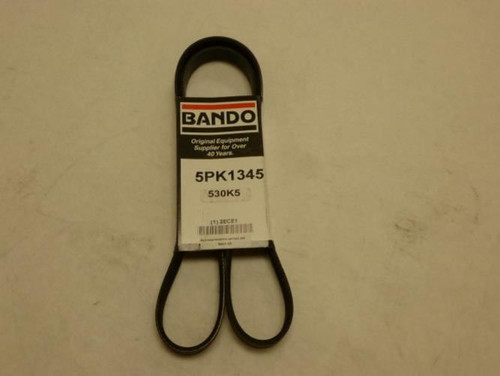 BANDO
Original Equipment
Supplier for Over
40 Years.
5PK1345
530K5